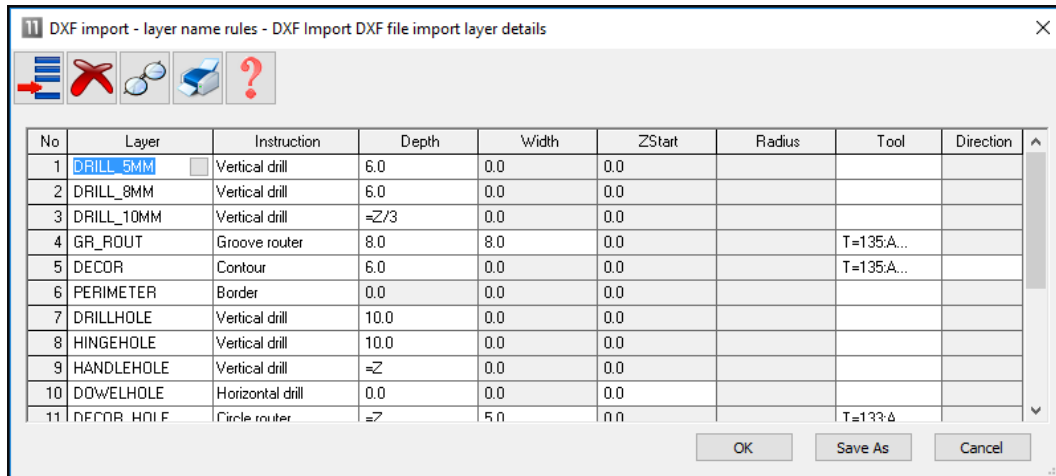 11 DXF import - layer name rules - DXF Import DXF file import layer details
No Layer Instruction Depth Width ZStart Radius Tool Direction
1 DRILL_5MM Vertical drill 6.0 0.0 0.0
2 DRILL_8MM Vertical drill 6.0 0.0 0.0
3 DRILL_10MM Vertical drill =Z/3 0.0 0.0
4 GR_ROUT Groove router 8.0 8.0 0.0 T=135:A...
5 DECOR Contour 6.0 0.0 0.0 T=135:A...
6 PERIMETER Border 0.0 0.0 0.0
7 DRILLHOLE Vertical drill 10.0 0.0 0.0
8 HINGEHOLE Vertical drill 10.0 0.0 0.0
9 HANDLEHOLE Vertical drill =Z 0.0 0.0
10 DOWELHOLE Horizontal drill 0.0 0.0 0.0
11 DECOR_HOLE Circle router =Z 5.0 0.0 T=133:A
OK Save As Cancel